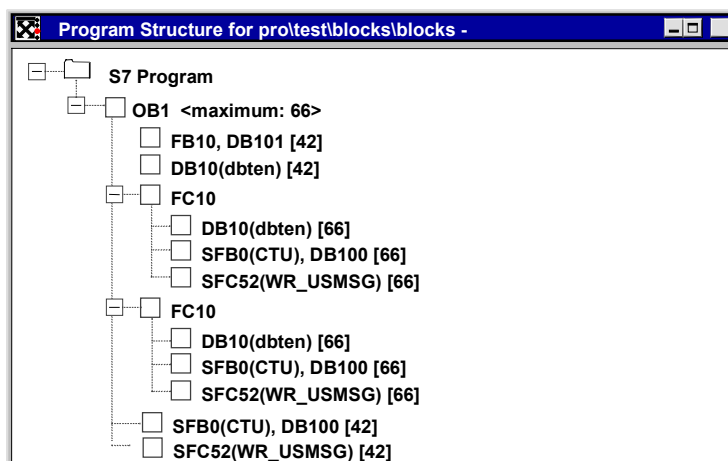 Program Structure for pro\test\blocks\blocks -
S7 Program
OB1 <maximum: 66>
FB10, DB101 [42]
DB10(dbten) [42]
FC10
DB10(dbten) [66]
SFB0(CTU), DB100 [66]
SFC52(WR_USMSG) [66]
FC10
DB10(dbten) [66]
SFB0(CTU), DB100 [66]
SFC52(WR_USMSG) [66]
SFB0(CTU), DB100 [42]
SFC52(WR_USMSG) [42]